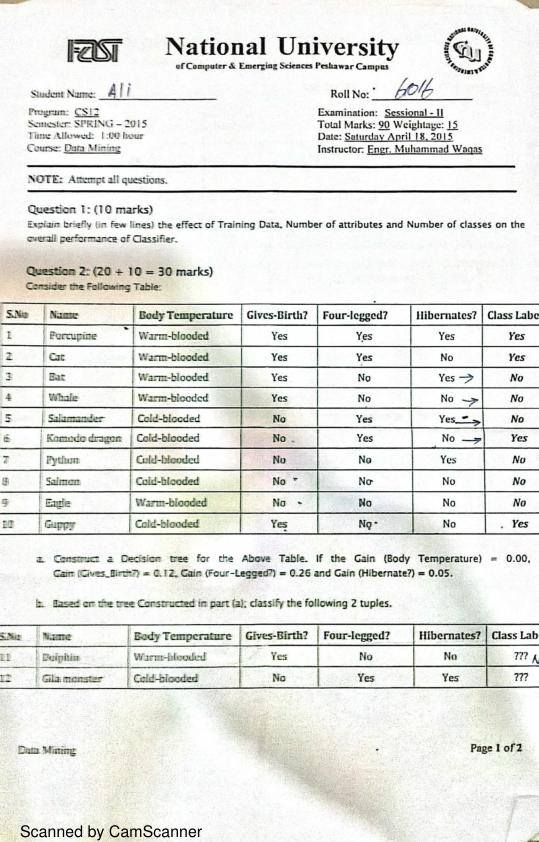 FAST
National University
of Computer & Emerging Sciences Peshawar Campus
Student Name: Ali Roll No: 6016
Program: CS12 Examination: Sessional - II
Semester: SPRING – 2015 Total Marks: 90 Weightage: 15
Time Allowed: 1:00 hour Date: Saturday April 18, 2015
Course: Data Mining Instructor: Engr. Muhammad Waqas
NOTE: Attempt all questions.
Question 1: (10 marks)
Explain briefly (in few lines) the effect of Training Data, Number of attributes and Number of classes on the
overall performance of Classifier.
Question 2: (20 + 10 = 30 marks)
Consider the Following Table:
S.No Name Body Temperature Gives-Birth? Four-legged? Hibernates? Class Labe
1 Porcupine Warm-blooded Yes Yes Yes Yes
2 Cat Warm-blooded Yes Yes No Yes
3 Bat Warm-blooded Yes No Yes → No
4 Whale Warm-blooded Yes No No → No
5 Salamander Cold-blooded No Yes Yes → No
6 Komodo dragon Cold-blooded No Yes No → Yes
7 Python Cold-blooded No No Yes No
8 Salmon Cold-blooded No No No No
9 Eagle Warm-blooded No No No No
10 Guppy Cold-blooded Yes No No Yes
a. Construct a Decision tree for the Above Table. If the Gain (Body Temperature) = 0.00,
Gain (Gives_Birth?) = 0.12, Gain (Four-Legged?) = 0.26 and Gain (Hibernate?) = 0.05.
b. Based on the tree Constructed in part (a), classify the following 2 tuples.
S.No Name Body Temperature Gives-Birth? Four-legged? Hibernates? Class Lab
11 Dolphin Warm-blooded Yes No No ???
12 Gila monster Cold-blooded No Yes Yes ???
Data Mining Page 1 of 2
Scanned by CamScanner